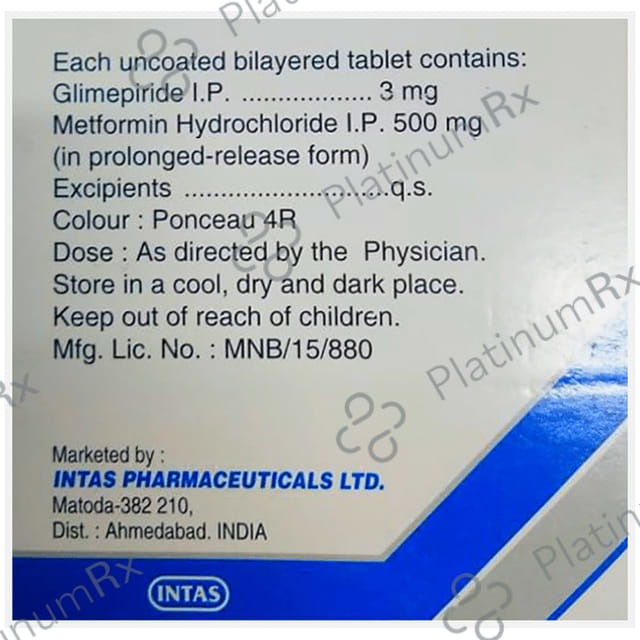 Each uncoated bilayered tablet contains:
Glimepiride I.P. ................... 3 mg
Metformin Hydrochloride I.P. 500 mg
(in prolonged-release form)
Excipients ..............................q.s.
Colour : Ponceau 4R
Dose : As directed by the Physician.
Store in a cool, dry and dark place.
Keep out of reach of children.
Mfg. Lic. No. : MNB/15/880
Marketed by :
INTAS PHARMACEUTICALS LTD.
Matoda-382 210,
Dist. : Ahmedabad. INDIA
INTAS
PlatinumRx
PlatinumRx